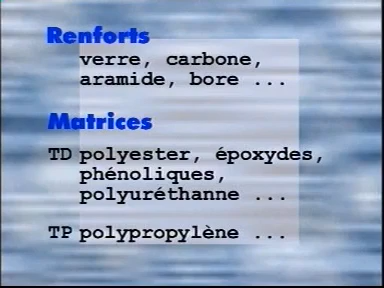 Renforts
verre, carbone,
aramide, bore ...
Matrices
TD polyester, époxydes,
phénoliques,
polyuréthanne ...
TP polypropylène ...